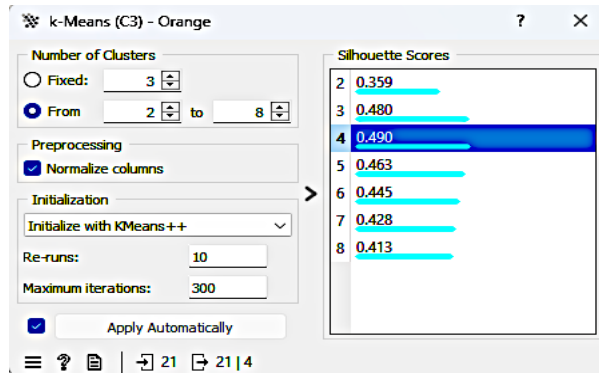 k-Means (C3) - Orange ? ×
Number of Clusters
Fixed: 3
From 2 to 8
Preprocessing
Normalize columns
Initialization
Initialize with KMeans++
Re-runs: 10
Maximum iterations: 300
Apply Automatically
? 21 21 | 4
>
Silhouette Scores
2 0.359
3 0.480
4 0.490
5 0.463
6 0.445
7 0.428
8 0.413